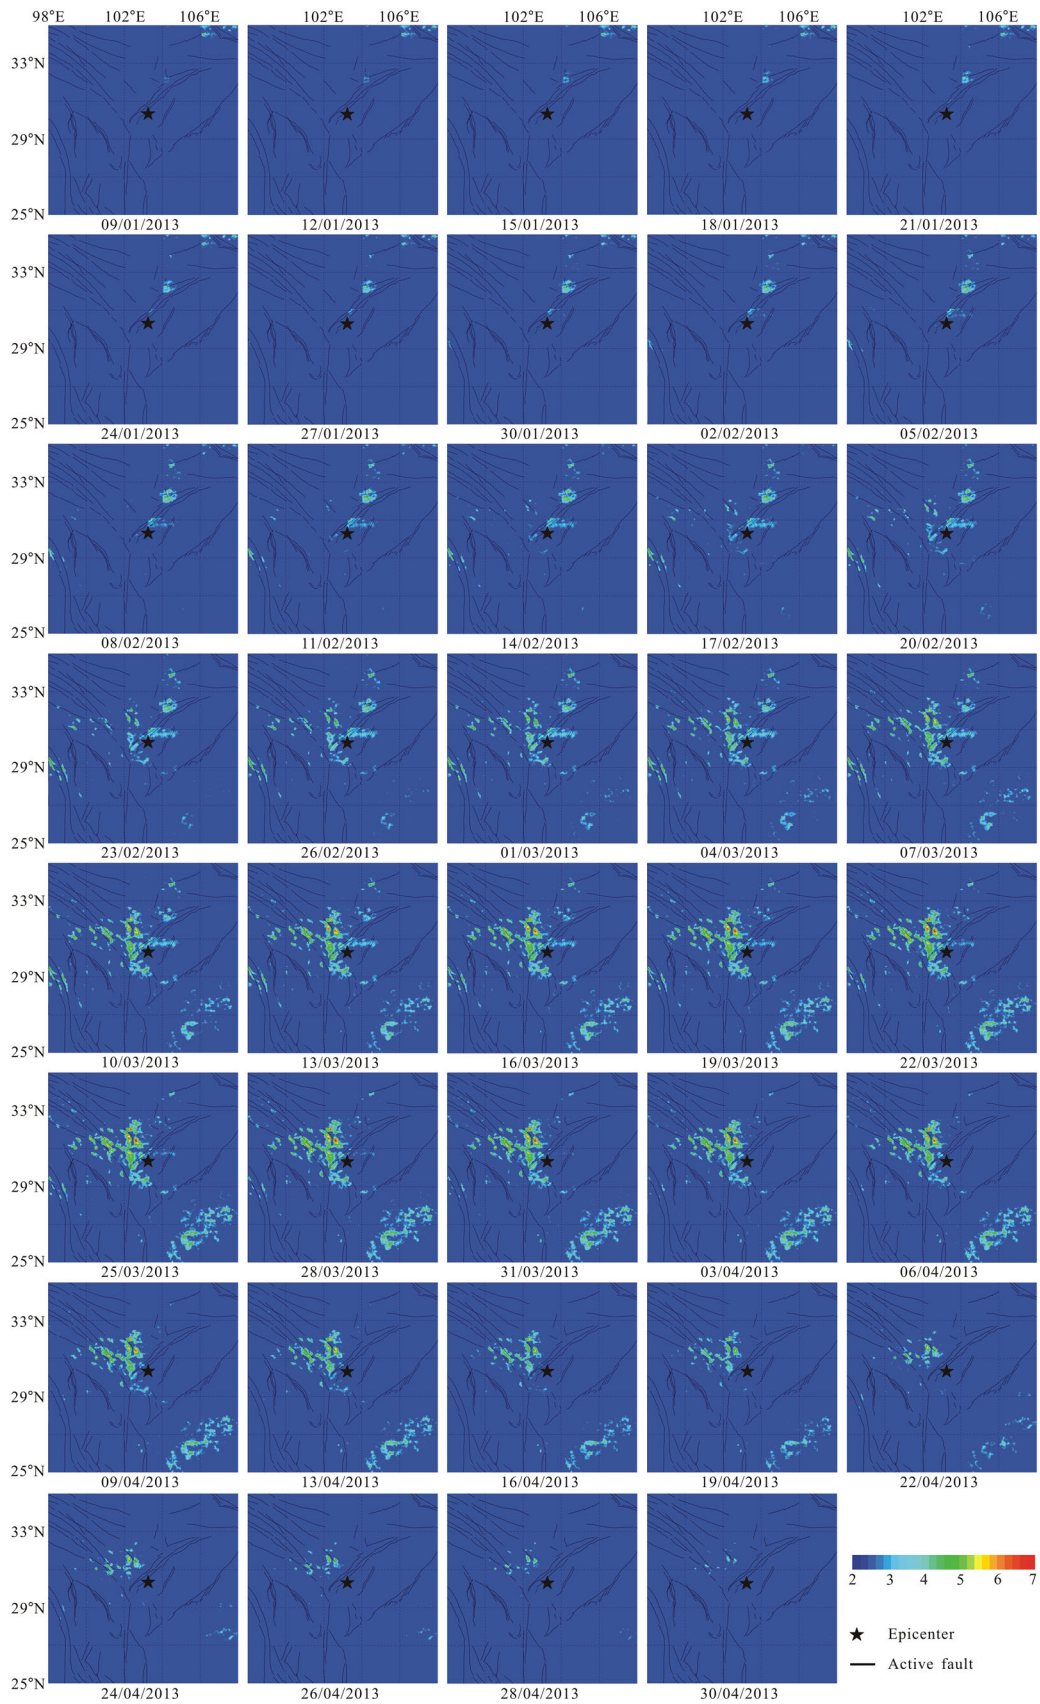 98°E 102°E 106°E 102°E 106°E 102°E 106°E 102°E 106°E 102°E 106°E
33°N
29°N
25°N
09/01/2013 12/01/2013 15/01/2013 18/01/2013 21/01/2013
33°N
29°N
25°N
24/01/2013 27/01/2013 30/01/2013 02/02/2013 05/02/2013
33°N
29°N
25°N
08/02/2013 11/02/2013 14/02/2013 17/02/2013 20/02/2013
33°N
29°N
25°N
23/02/2013 26/02/2013 01/03/2013 04/03/2013 07/03/2013
33°N
29°N
25°N
10/03/2013 13/03/2013 16/03/2013 19/03/2013 22/03/2013
33°N
29°N
25°N
25/03/2013 28/03/2013 31/03/2013 03/04/2013 06/04/2013
33°N
29°N
25°N
09/04/2013 13/04/2013 16/04/2013 19/04/2013 22/04/2013
33°N
29°N
25°N
24/04/2013 26/04/2013 28/04/2013 30/04/2013
2 3 4 5 6 7
Epicenter
Active fault